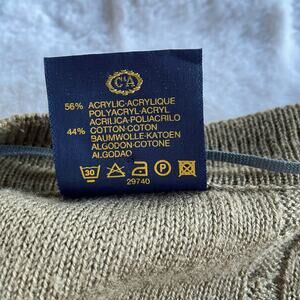 C&A
56% ACRYLIC-ACRYLIQUE
POLYACRYL-ACRYL
ACRILICA-POLIACRILO
44% COTTON-COTON
BAUMWOLLE-KATOEN
ALGODON-COTONE
ALGODAO
30 P
29740